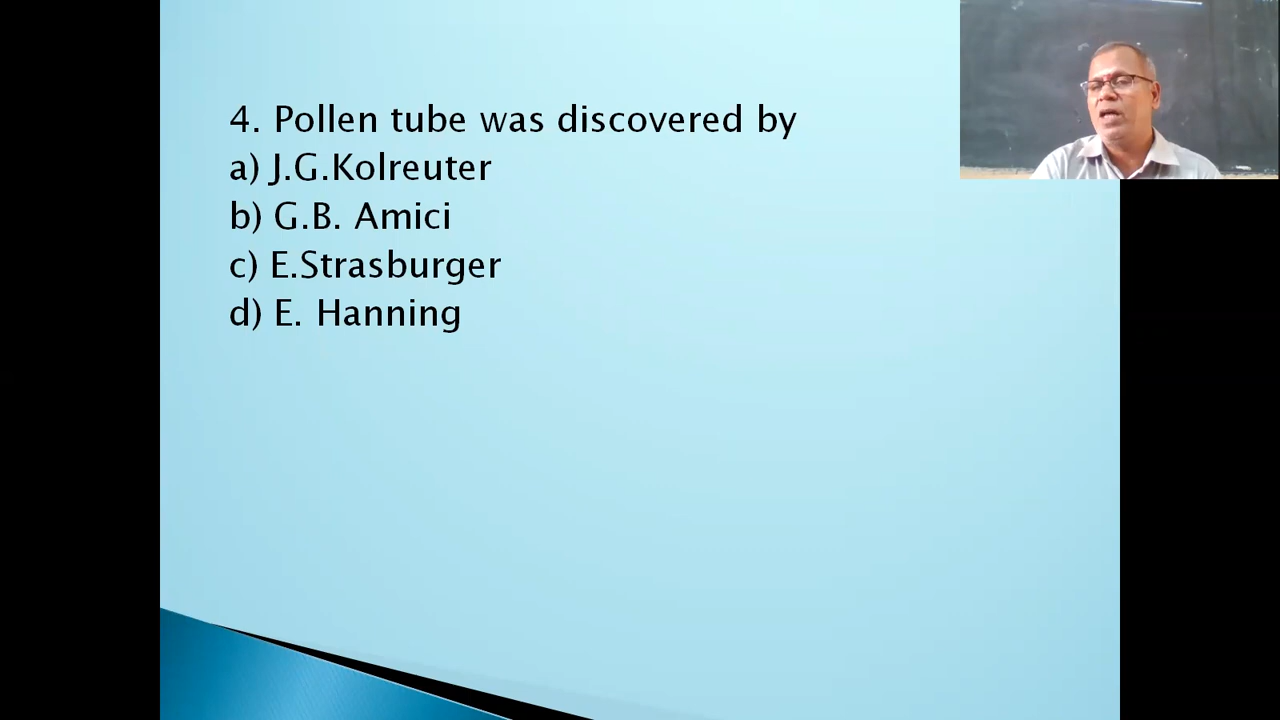 4. Pollen tube was discovered by
a) J.G.Kolreuter
b) G.B. Amici
c) E.Strasburger
d) E. Hanning